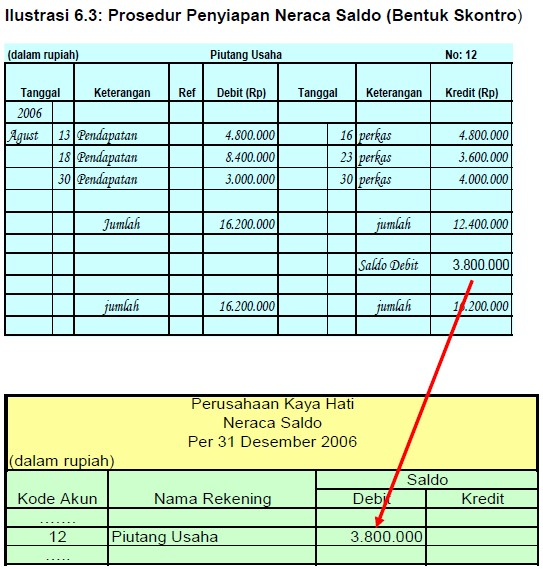 Ilustrasi 6.3: Prosedur Penyiapan Neraca Saldo (Bentuk Skontro)
(dalam rupiah) Piutang Usaha No: 12
Tanggal Keterangan Ref Debit (Rp) Tanggal Keterangan Kredit (Rp)
2006
Agust 13 Pendapatan 4.800.000 16 perkas 4.800.000
18 Pendapatan 8.400.000 23 perkas 3.600.000
30 Pendapatan 3.000.000 30 perkas 4.000.000
Jumlah 16.200.000 jumlah 12.400.000
Saldo Debit 3.800.000
jumlah 16.200.000 jumlah 16.200.000
Perusahaan Kaya Hati
Neraca Saldo
Per 31 Desember 2006
(dalam rupiah)
Saldo
Kode Akun Nama Rekening Debit Kredit
.......
12 Piutang Usaha 3.800.000
.....